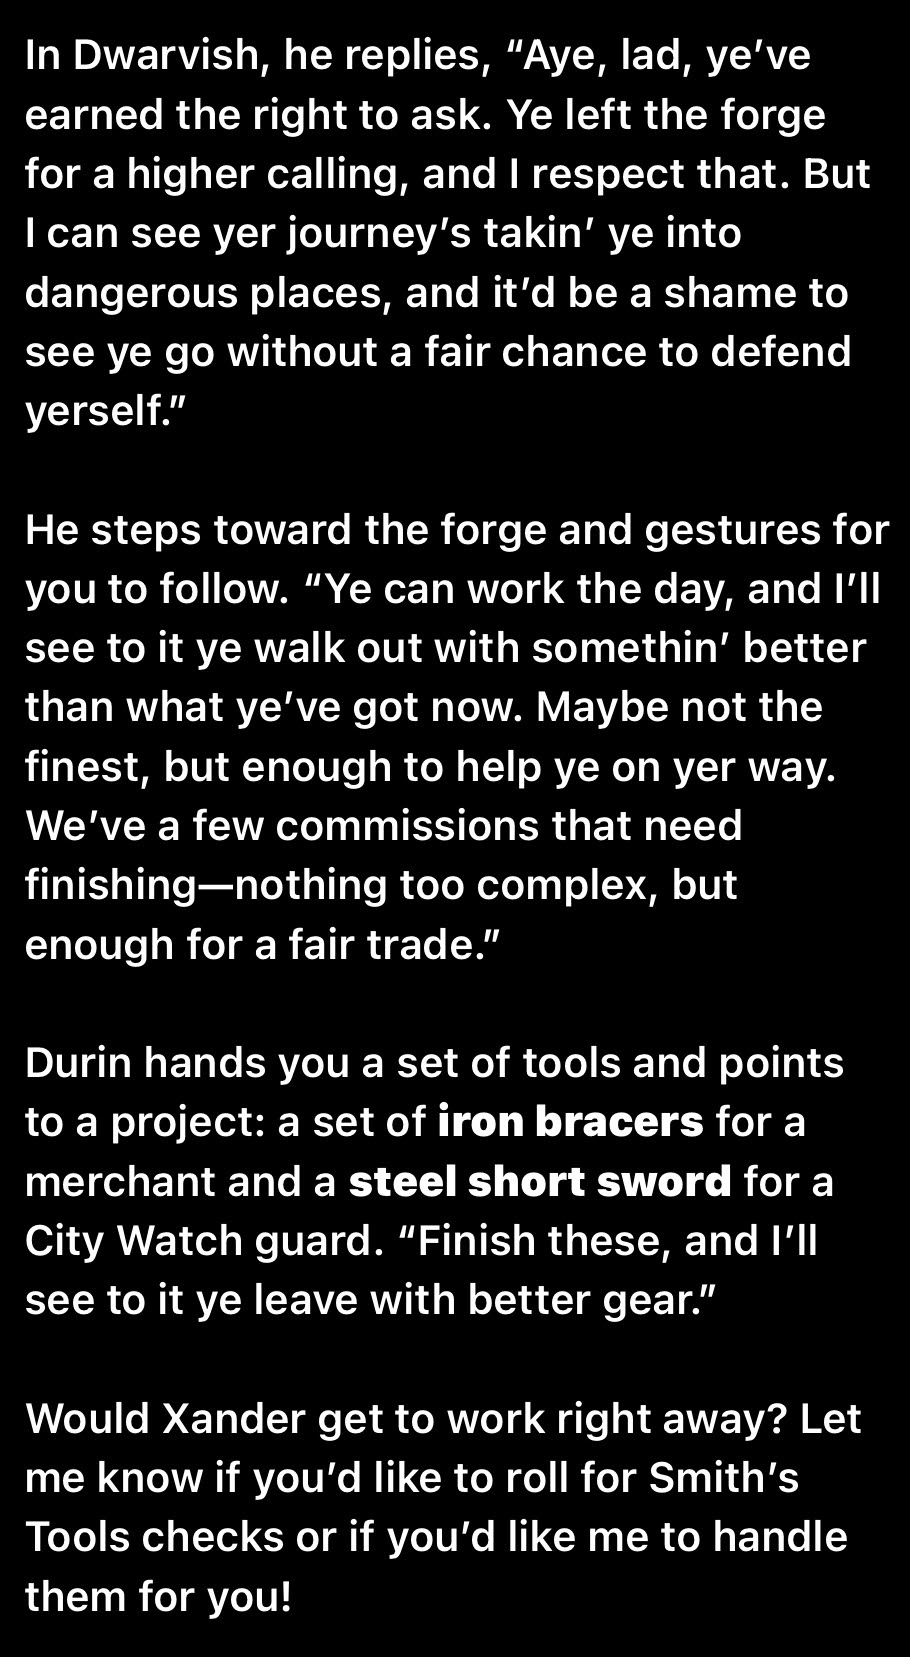 In Dwarvish, he replies, “Aye, lad, ye’ve
earned the right to ask. Ye left the forge
for a higher calling, and I respect that. But
I can see yer journey’s takin’ ye into
dangerous places, and it’d be a shame to
see ye go without a fair chance to defend
yerself.”
He steps toward the forge and gestures for
you to follow. “Ye can work the day, and I’ll
see to it ye walk out with somethin’ better
than what ye’ve got now. Maybe not the
finest, but enough to help ye on yer way.
We’ve a few commissions that need
finishing—nothing too complex, but
enough for a fair trade.”
Durin hands you a set of tools and points
to a project: a set of iron bracers for a
merchant and a steel short sword for a
City Watch guard. “Finish these, and I’ll
see to it ye leave with better gear.”
Would Xander get to work right away? Let
me know if you’d like to roll for Smith’s
Tools checks or if you’d like me to handle
them for you!